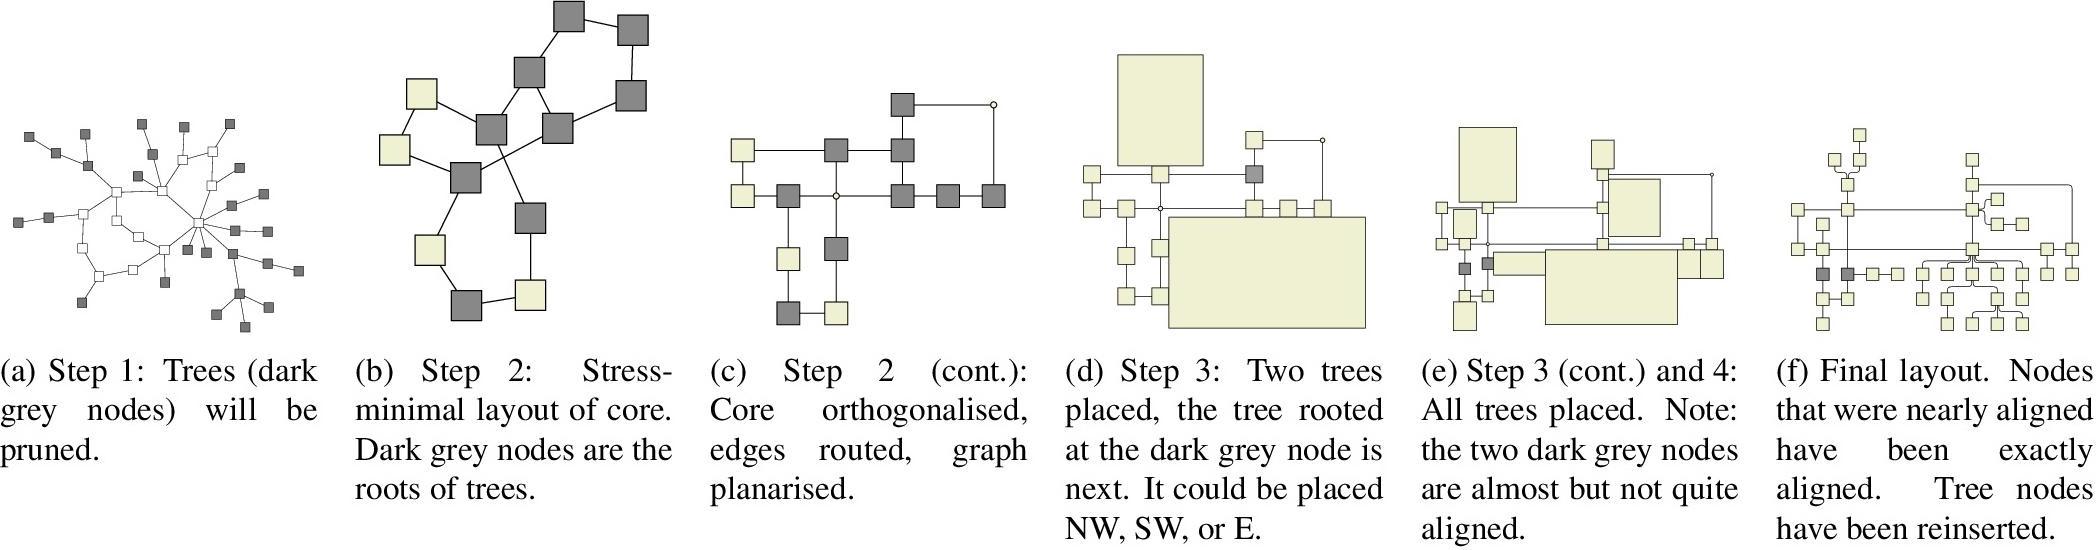 (a) Step 1: Trees (dark
grey nodes) will be
pruned.
(b) Step 2: Stress-
minimal layout of core.
Dark grey nodes are the
roots of trees.
(c) Step 2 (cont.):
Core orthogonalised,
edges routed, graph
planarised.
(d) Step 3: Two trees
placed, the tree rooted
at the dark grey node is
next. It could be placed
NW, SW, or E.
(e) Step 3 (cont.) and 4:
All trees placed. Note:
the two dark grey nodes
are almost but not quite
aligned.
(f) Final layout. Nodes
that were nearly aligned
have been exactly
aligned. Tree nodes
have been reinserted.